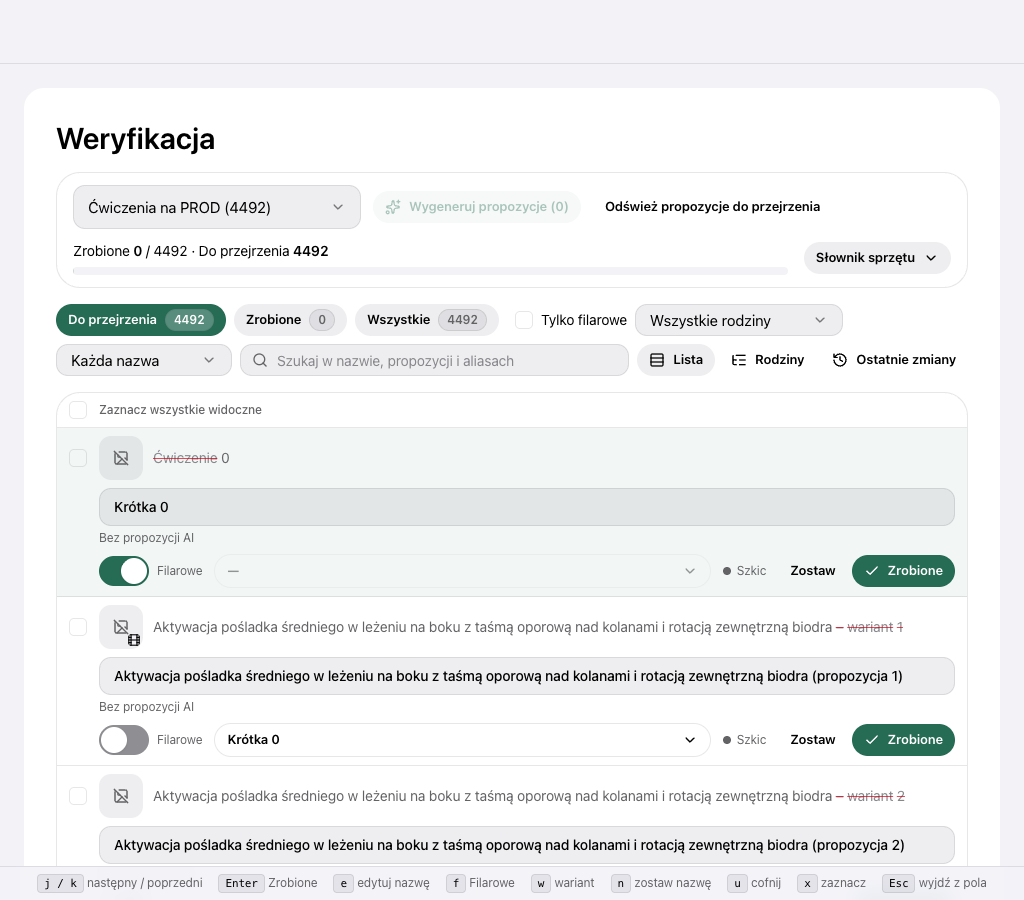 Weryfikacja
Ćwiczenia na PROD (4492)
Wygeneruj propozycje (0)
Odśwież propozycje do przejrzenia
Zrobione 0 / 4492 · Do przejrzenia 4492
Słownik sprzętu
Do przejrzenia 4492
Zrobione 0
Wszystkie 4492
Tylko filarowe
Wszystkie rodziny
Każda nazwa
Szukaj w nazwie, propozycji i aliasach
Lista
Rodziny
Ostatnie zmiany
Zaznacz wszystkie widoczne
Ćwiczenie 0
Krótka 0
Bez propozycji AI
Filarowe
—
Szkic
Zostaw
Zrobione
Aktywacja pośladka średniego w leżeniu na boku z taśmą oporową nad kolanami i rotacją zewnętrzną biodra – wariant 1
Aktywacja pośladka średniego w leżeniu na boku z taśmą oporową nad kolanami i rotacją zewnętrzną biodra (propozycja 1)
Bez propozycji AI
Filarowe
Krótka 0
Szkic
Zostaw
Zrobione
Aktywacja pośladka średniego w leżeniu na boku z taśmą oporową nad kolanami i rotacją zewnętrzną biodra – wariant 2
Aktywacja pośladka średniego w leżeniu na boku z taśmą oporową nad kolanami i rotacją zewnętrzną biodra (propozycja 2)
j / k następny / poprzedni
Enter Zrobione
e edytuj nazwę
f Filarowe
w wariant
n zostaw nazwę
u cofnij
x zaznacz
Esc wyjdź z pola